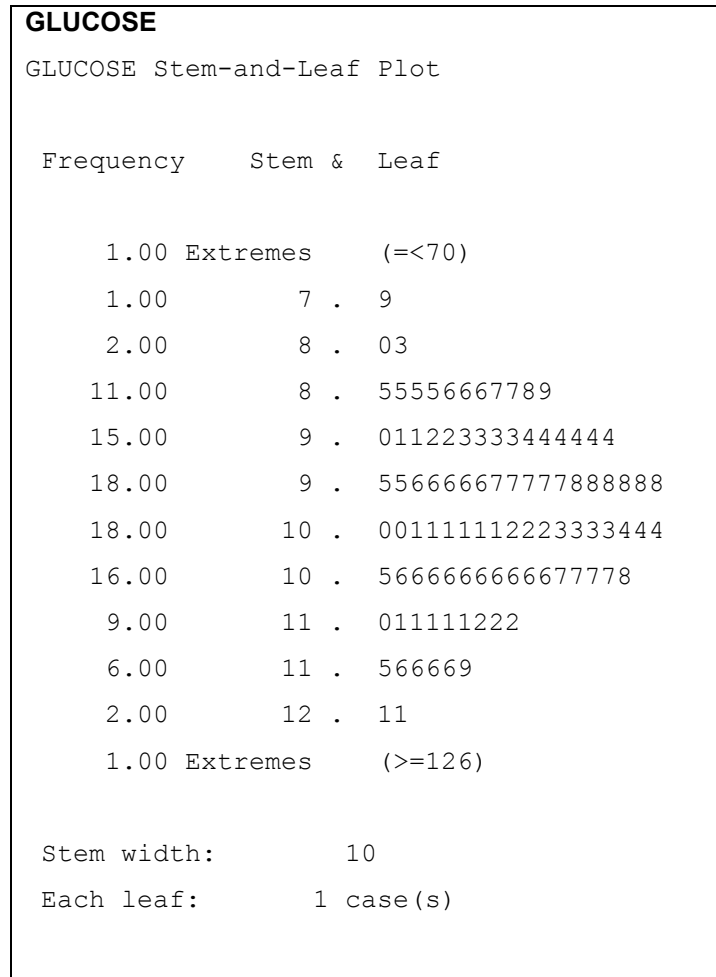 GLUCOSE
GLUCOSE Stem-and-Leaf Plot
Frequency Stem & Leaf
1.00 Extremes (=<70)
1.00 7 . 9
2.00 8 . 03
11.00 8 . 55556667789
15.00 9 . 011223333444444
18.00 9 . 556666677777888888
18.00 10 . 001111112223333444
16.00 10 . 5666666666677778
9.00 11 . 011111222
6.00 11 . 566669
2.00 12 . 11
1.00 Extremes (>=126)
Stem width: 10
Each leaf: 1 case(s)